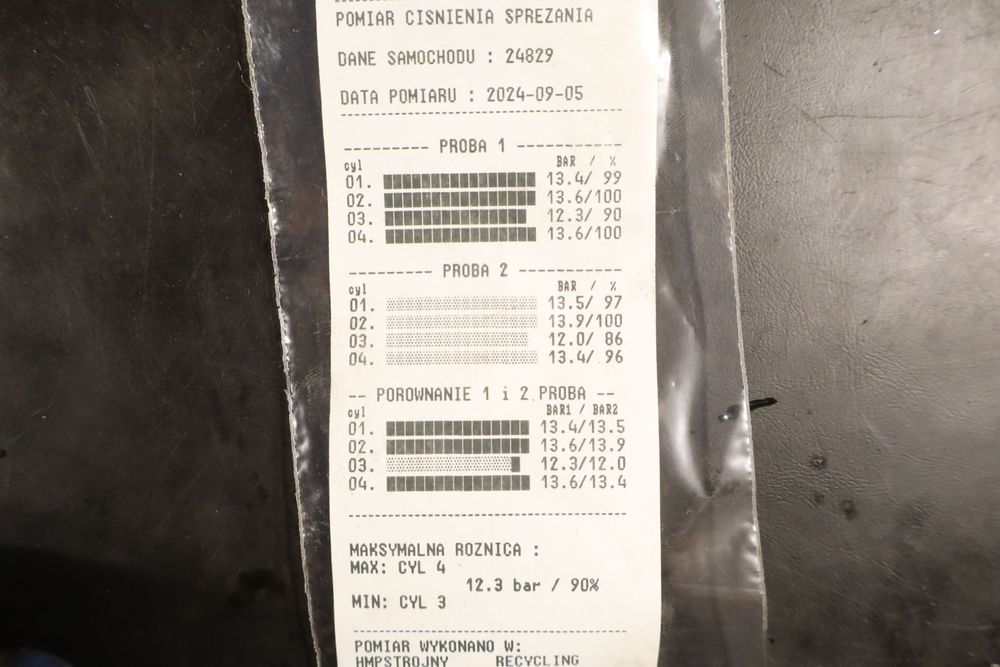 POMIAR CISNIENIA SPREZANIA
DANE SAMOCHODU : 24829
DATA POMIARU : 2024-09-05
--------- PROBA 1 ------------
cyl BAR / %
01. 13.4/ 99
02. 13.6/100
03. 12.3/ 90
04. 13.6/100
--------- PROBA 2 -----------
cyl BAR / %
01. 13.5/ 97
02. 13.9/100
03. 12.0/ 86
04. 13.4/ 96
-- POROWNANIE 1 i 2 PROBA --
cyl BAR1 / BAR2
01. 13.4/13.5
02. 13.6/13.9
03. 12.3/12.0
04. 13.6/13.4
MAKSYMALNA ROZNICA :
MAX: CYL 4
12.3 bar / 90%
MIN: CYL 3
POMIAR WYKONANO W:
HMPSTROJNY RECYCLING